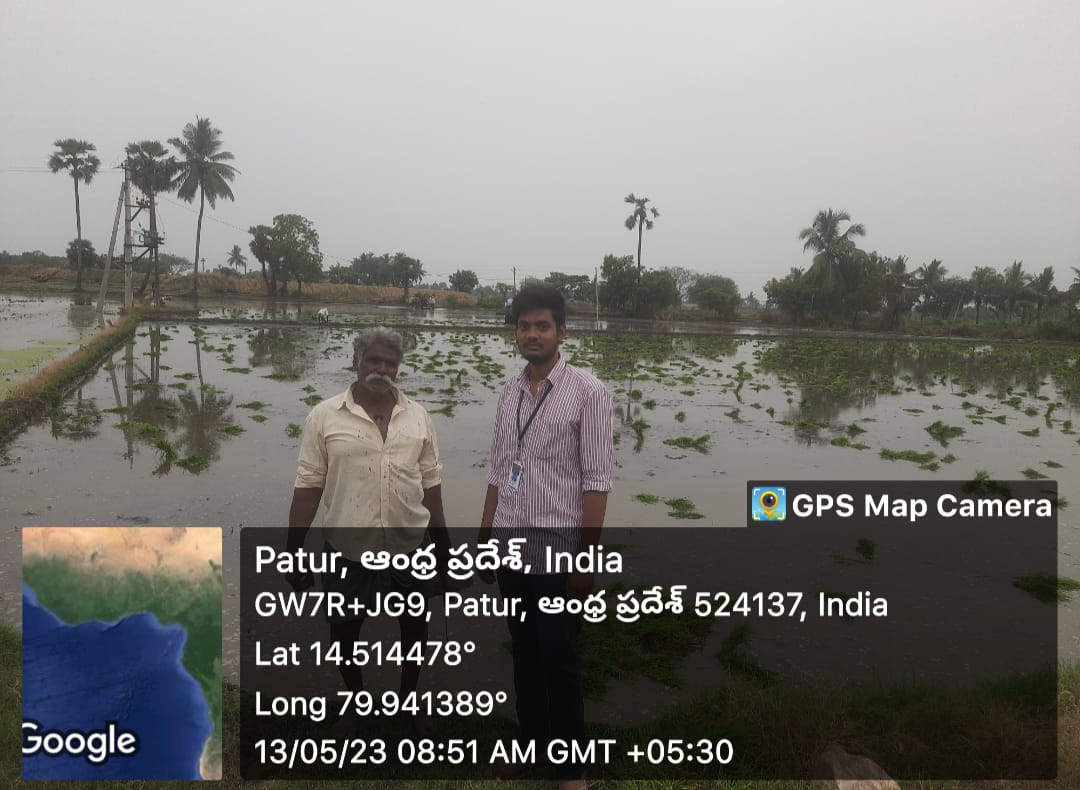 GPS Map Camera
Patur, ఆంధ్ర ప్రదేశ్, India
GW7R+JG9, Patur, ఆంధ్ర ప్రదేశ్ 524137, India
Lat 14.514478°
Long 79.941389°
13/05/23 08:51 AM GMT +05:30
Google